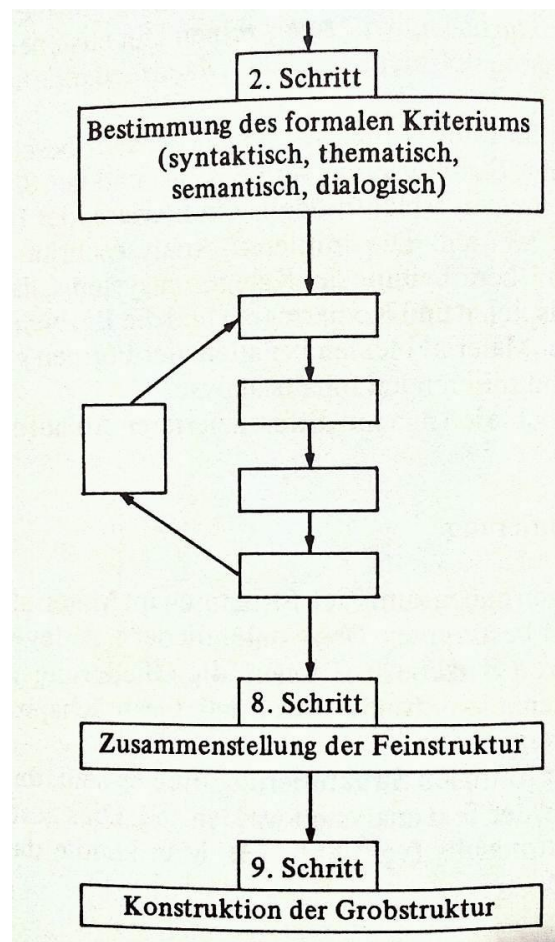 2. Schritt
Bestimmung des formalen Kriteriums
(syntaktisch, thematisch,
semantisch, dialogisch)
8. Schritt
Zusammenstellung der Feinstruktur
9. Schritt
Konstruktion der Grobstruktur